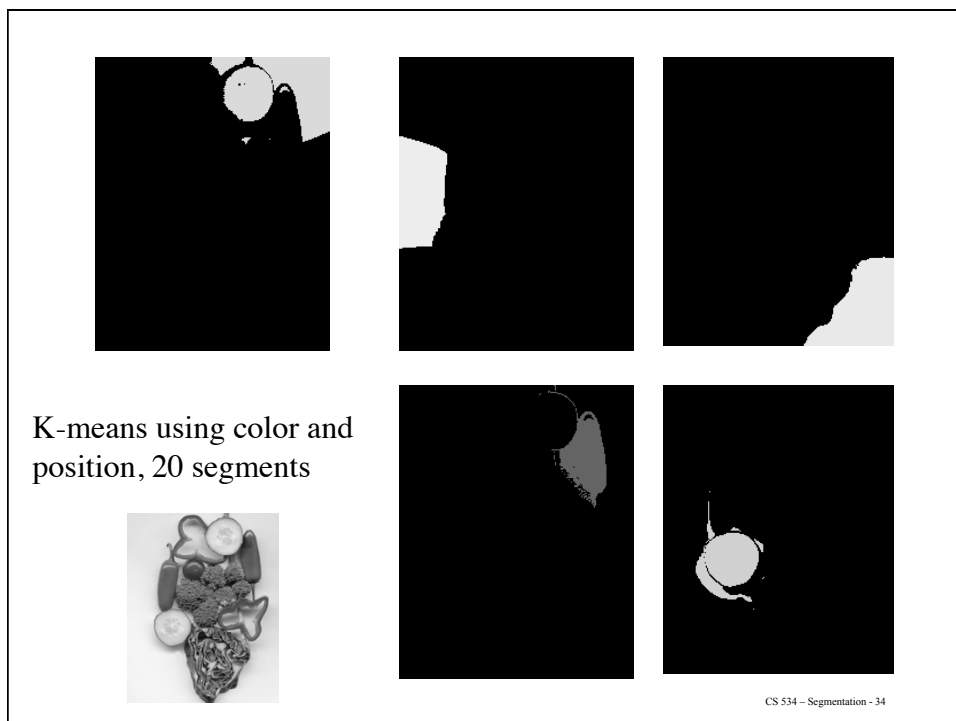 K-means using color and
position, 20 segments
CS 534 – Segmentation - 34